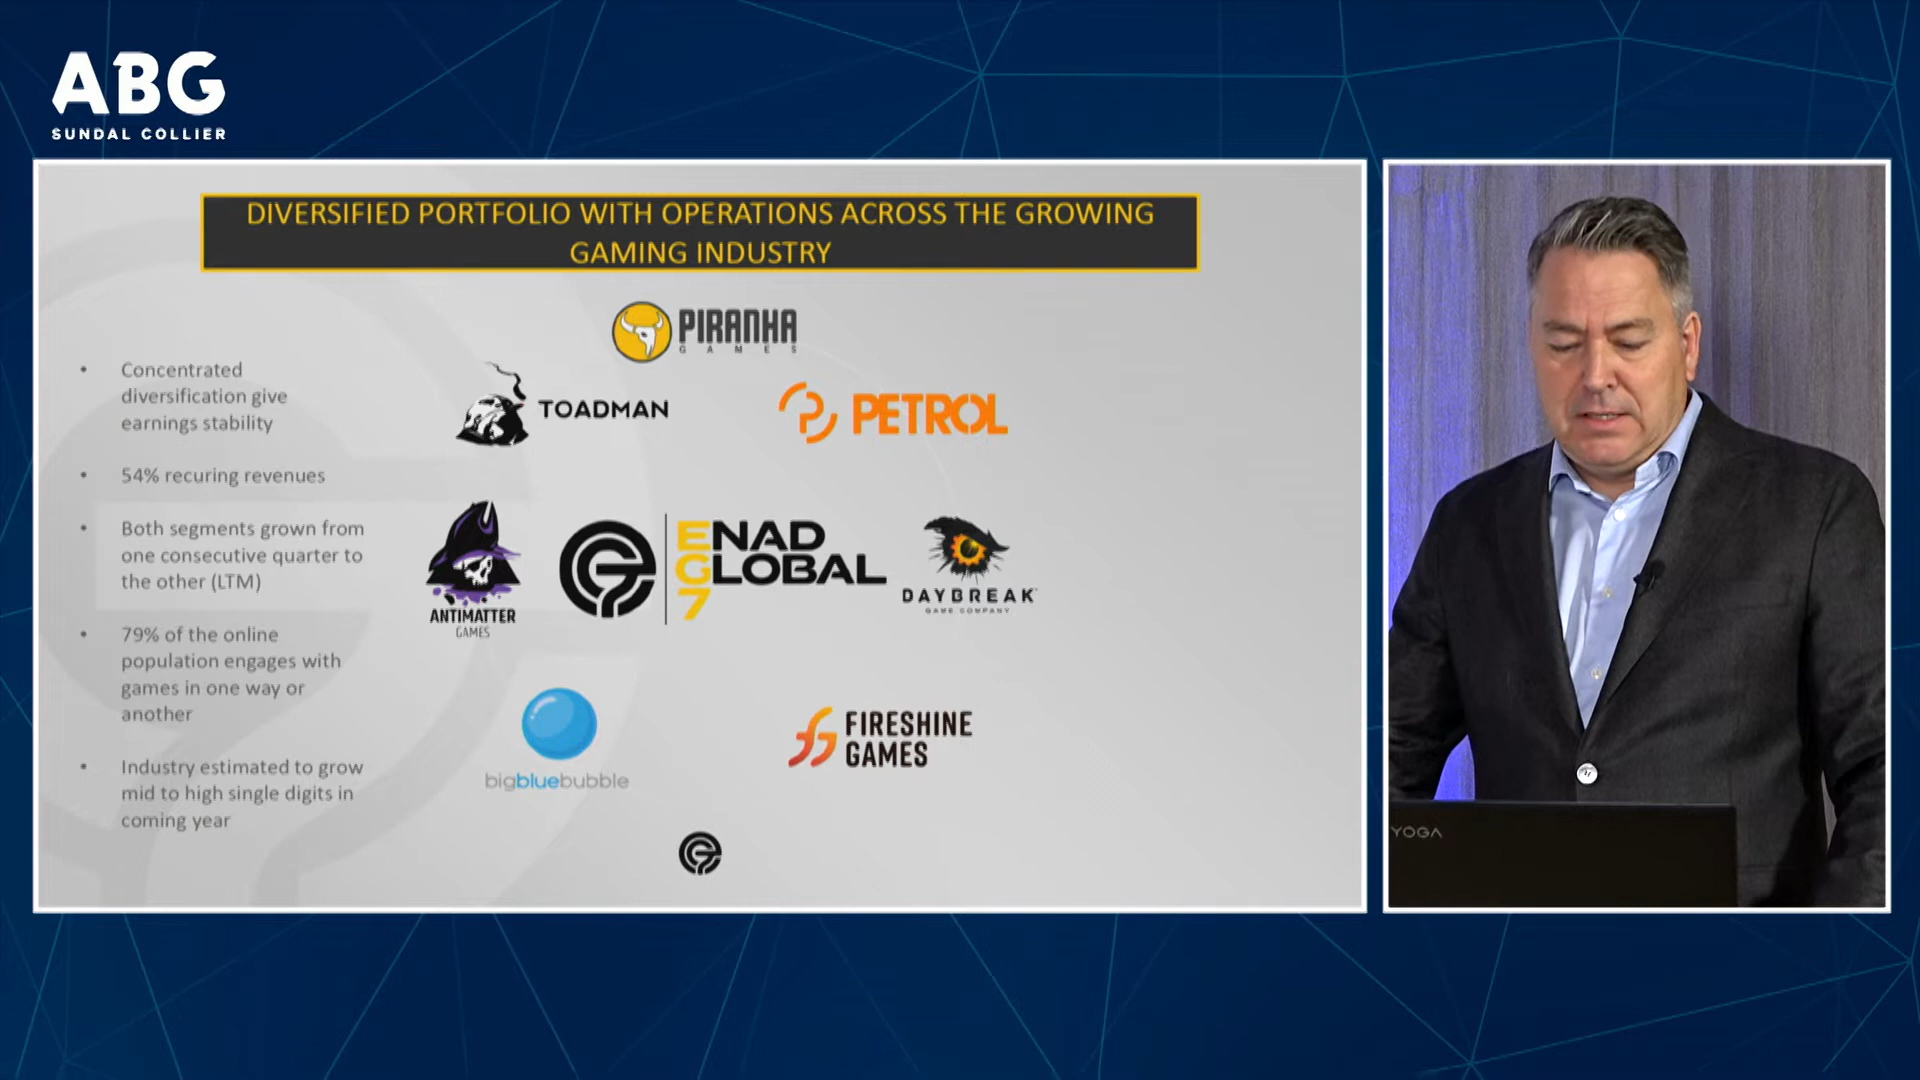 ABG
SUNDAL COLLIER
DIVERSIFIED PORTFOLIO WITH OPERATIONS ACROSS THE GROWING
GAMING INDUSTRY
• Concentrated
diversification give
earnings stability
• 54% recuring revenues
• Both segments grown from
one consecutive quarter to
the other (LTM)
• 79% of the online
population engages with
games in one way or
another
• Industry estimated to grow
mid to high single digits in
coming year
PIRANHA
GAMES
TOADMAN
PETROL
ANTIMATTER
GAMES
ENAD
GLOBAL
7
DAYBREAK
GAME COMPANY
bigbluebubble
FIRESHINE
GAMES
YOGA